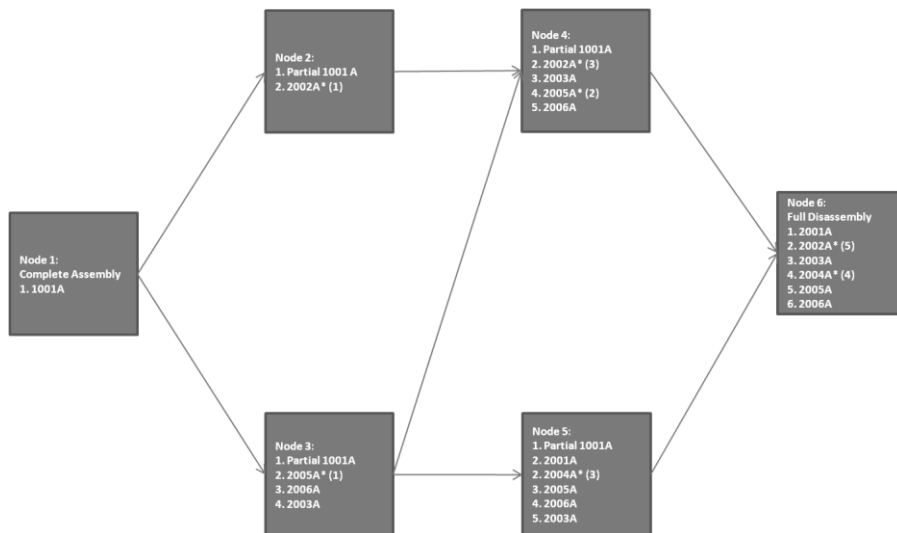 Node 1:
Complete Assembly
1. 1001A
Node 2:
1. Partial 1001 A
2. 2002A* (1)
Node 3:
1. Partial 1001A
2. 2005A* (1)
3. 2006A
4. 2003A
Node 4:
1. Partial 1001A
2. 2002A* (3)
3. 2003A
4. 2005A* (2)
5. 2006A
Node 5:
1. Partial 1001A
2. 2001A
2. 2004A* (3)
3. 2005A
4. 2006A
5. 2003A
Node 6:
Full Disassembly
1. 2001A
2. 2002A* (5)
3. 2003A
4. 2004A* (4)
5. 2005A
6. 2006A